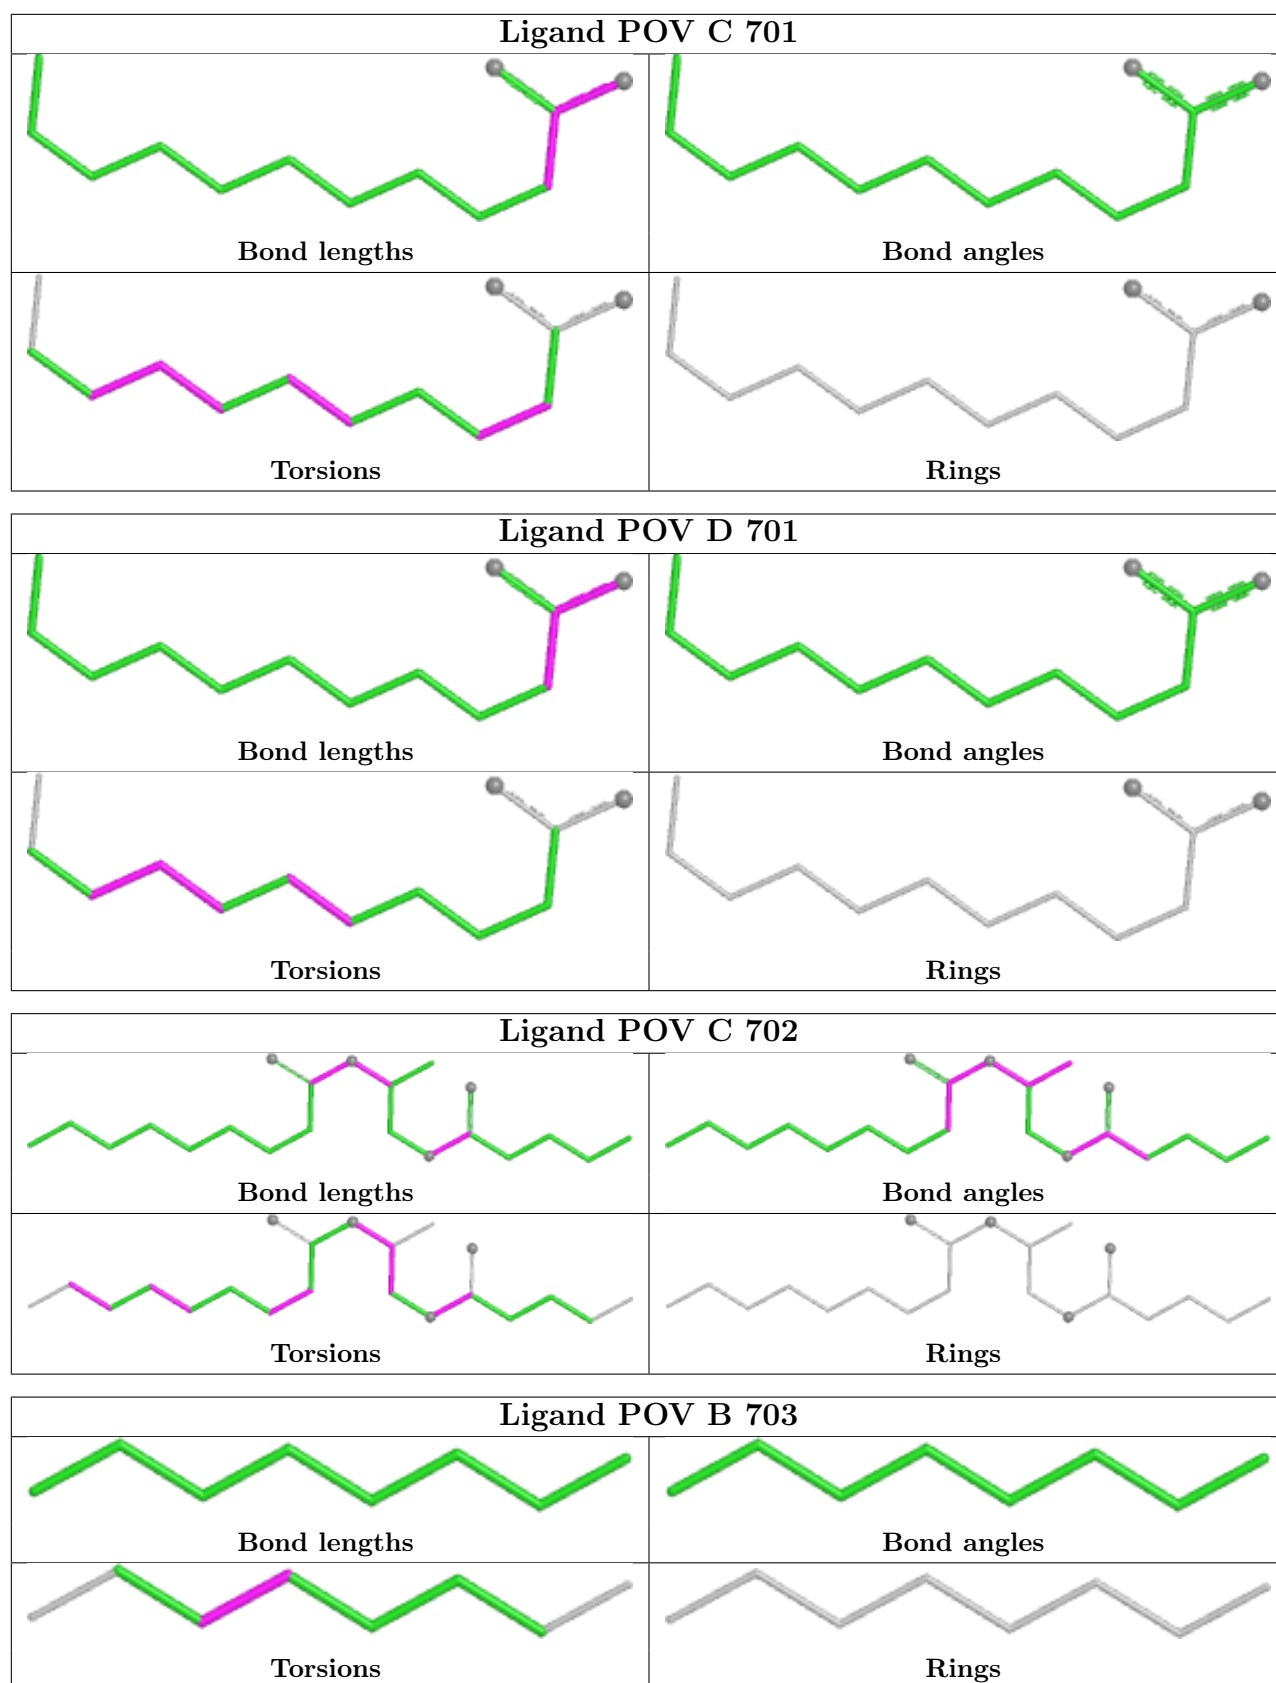 Ligand POV C 701
Bond lengths
Bond angles
Torsions
Rings
Ligand POV D 701
Bond lengths
Bond angles
Torsions
Rings
Ligand POV C 702
Bond lengths
Bond angles
Torsions
Rings
Ligand POV B 703
Bond lengths
Bond angles
Torsions
Rings